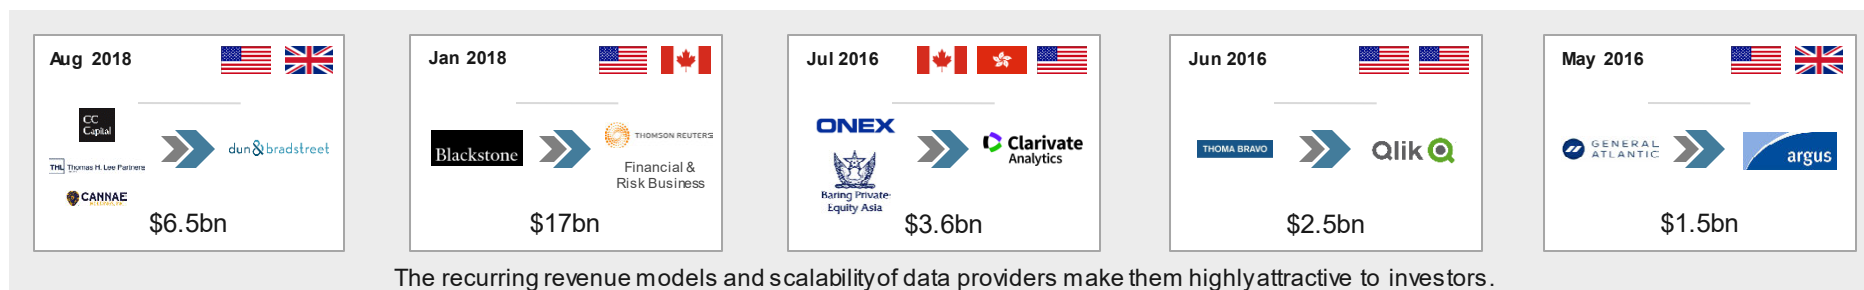 Aug 2018
CC
Capital
THL Thomas H. Lee Partners
CANNAE
dun & bradstreet
$6.5bn
Jan 2018
Blackstone
THOMSON REUTERS
Financial &
Risk Business
$17bn
Jul 2016
ONEX
Baring Private
Equity Asia
Clarivate
Analytics
$3.6bn
Jun 2016
THOMA BRAVO
Qlik
$2.5bn
May 2016
GENERAL
ATLANTIC
argus
$1.5bn
The recurring revenue models and scalability of data providers make them highly attractive to investors.